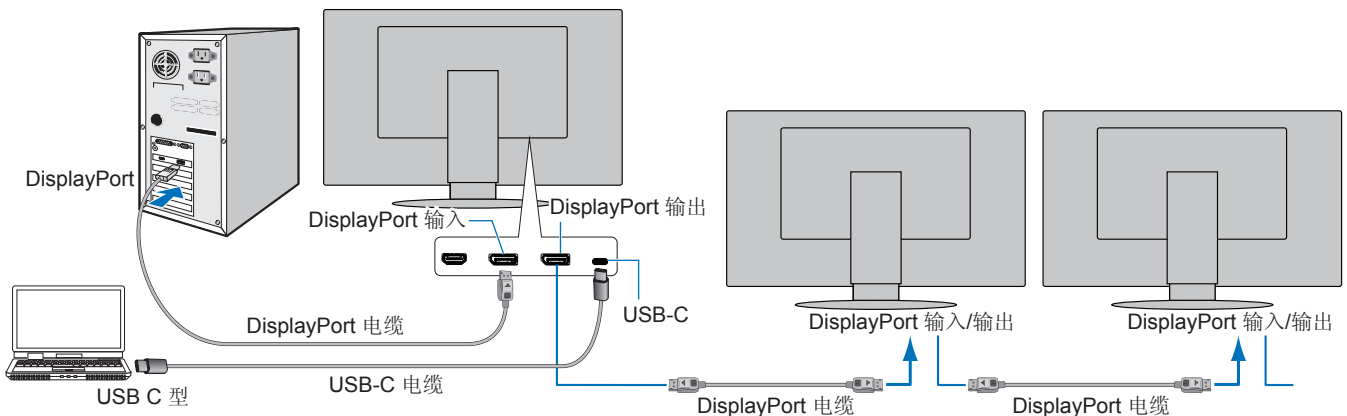 DisplayPort
DisplayPort 输入
DisplayPort 输出
USB-C
DisplayPort 电缆
USB C 型
USB-C 电缆
DisplayPort 输入/输出
DisplayPort 输入/输出
DisplayPort 电缆
DisplayPort 电缆